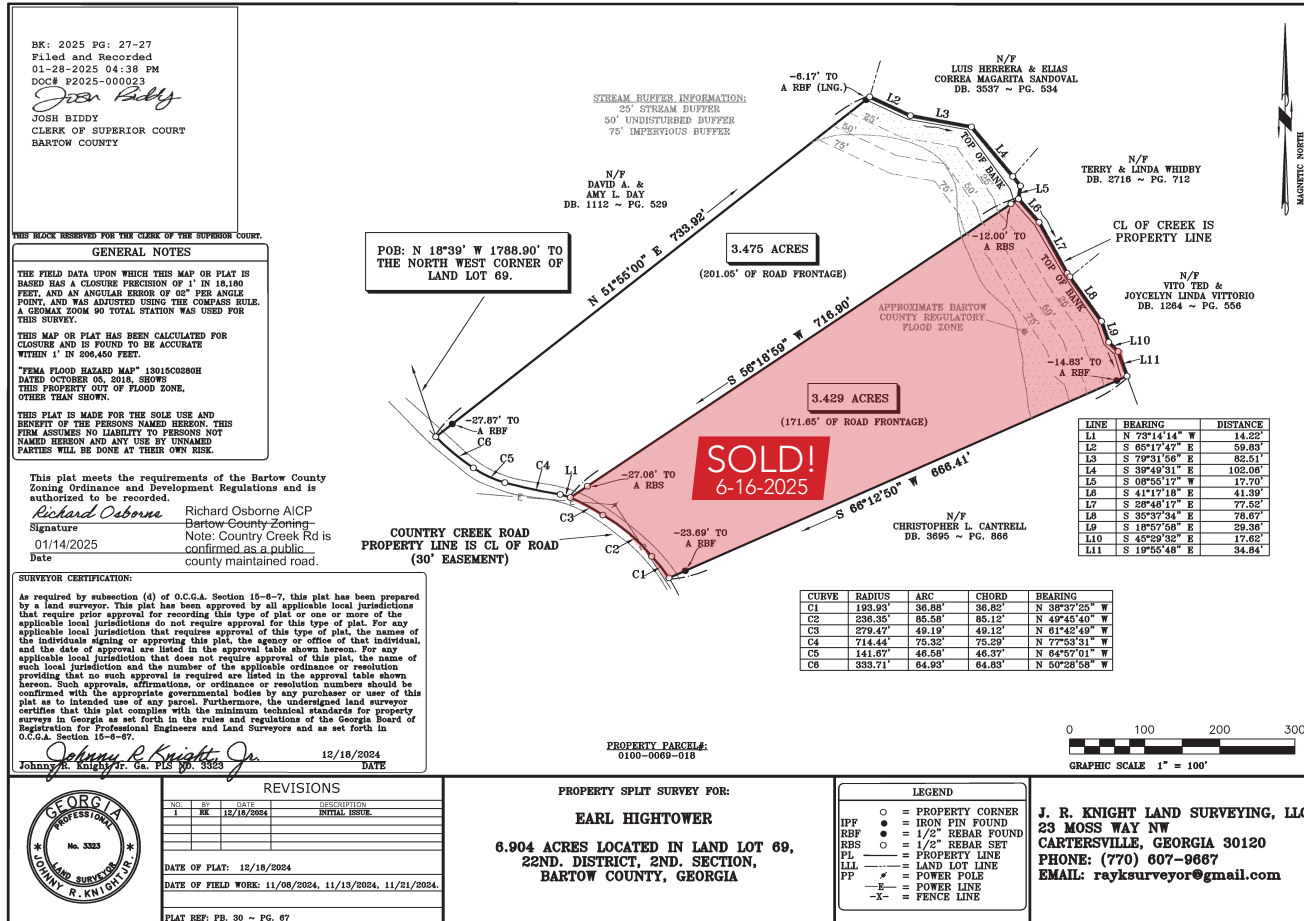 BK: 2025 PG: 27-27
Filed and Recorded
01-28-2025 04:38 PM
DOC# P2025-000023
Josh Biddy
JOSH BIDDY
CLERK OF SUPERIOR COURT
BARTOW COUNTY
THIS BLOCK RESERVED FOR THE CLERK OF THE SUPERIOR COURT.
GENERAL NOTES
THE FIELD DATA UPON WHICH THIS MAP OR PLAT IS
BASED HAS A CLOSURE PRECISION OF 1' IN 18,180
FEET, AND AN ANGULAR ERROR OF 02" PER ANGLE
POINT, AND WAS ADJUSTED USING THE COMPASS RULE.
A GEOMAX ZOOM 90 TOTAL STATION WAS USED FOR
THIS SURVEY.
THIS MAP OR PLAT HAS BEEN CALCULATED FOR
CLOSURE AND IS FOUND TO BE ACCURATE
WITHIN 1' IN 206,450 FEET.
"FEMA FLOOD HAZARD MAP" 13015C0280H
DATED OCTOBER 05, 2018, SHOWS
THIS PROPERTY OUT OF FLOOD ZONE,
OTHER THAN SHOWN.
THIS PLAT IS MADE FOR THE SOLE USE AND
BENEFIT OF THE PERSONS NAMED HEREON. THIS
FIRM ASSUMES NO LIABILITY TO PERSONS NOT
NAMED HEREON AND ANY USE BY UNNAMED
PARTIES WILL BE DONE AT THEIR OWN RISK.
This plat meets the requirements of the Bartow County
Zoning Ordinance and Development Regulations and is
authorized to be recorded.
Richard Osborne
Signature
01/14/2025
Date
Richard Osborne AICP
Bartow County Zoning
Note: Country Creek Rd is
confirmed as a public
county maintained road.
SURVEYOR CERTIFICATION:
As required by subsection (d) of O.C.G.A. Section 15-6-7, this plat has been prepared
by a land surveyor. This plat has been approved by all applicable local jurisdictions
that require prior approval for recording this type of plat or one or more of the
applicable local jurisdictions do not require approval for this type of plat. For any
applicable local jurisdiction that requires approval of this type of plat, the names of
the individuals signing or approving this plat, the agency or office of that individual,
and the date of approval are listed in the approval table shown hereon. For any
applicable local jurisdiction that does not require approval of this plat, the name of
such local jurisdiction and the number of the applicable ordinance or resolution
providing that no such approval is required are listed in the approval table shown
hereon. Such approvals, affirmations, or ordinance or resolution numbers should be
confirmed with the appropriate governmental bodies by any purchaser or user of this
plat as to intended use of any parcel. Furthermore, the undersigned land surveyor
certifies that this plat complies with the minimum technical standards for property
surveys in Georgia as set forth in the rules and regulations of the Georgia Board of
Registration for Professional Engineers and Land Surveyors and as set forth in
O.C.G.A. Section 15-6-67.
Johnny R Knight, Jr.
12/18/2024
Johnny R. Knight Jr. Ga. PLS NO. 3323
DATE
STREAM BUFFER INFORMATION:
25' STREAM BUFFER
50' UNDISTURBED BUFFER
75' IMPERVIOUS BUFFER
N/F
DAVID A. &
AMY L. DAY
DB. 1112 ~ PG. 529
POB: N 18°39' W 1788.90' TO
THE NORTH WEST CORNER OF
LAND LOT 69.
-6.17' TO
A RBF (LNG.)
N/F
LUIS HERRERA & ELIAS
CORREA MAGARITA SANDOVAL
DB. 3537 ~ PG. 534
N/F
TERRY & LINDA WHIDBY
DB. 2716 ~ PG. 712
CL OF CREEK IS
PROPERTY LINE
N/F
VITO TED &
JOYCELYN LINDA VITTORIO
DB. 1264 ~ PG. 556
MAGNETIC NORTH
L2
L3
L4
L5
L6
L7
L8
L9
L10
L11
25'
50'
75'
TOP OF BANK
25'
50'
75'
TOP OF BANK
25'
50'
75'
N 51°55'00" E 733.92'
3.475 ACRES
(201.05' OF ROAD FRONTAGE)
-12.00' TO
A RBS
APPROXIMATE BARTOW
COUNTY REGULATORY
FLOOD ZONE
S 56°18'59" W 716.90'
-14.83' TO
A RBF
3.429 ACRES
(171.65' OF ROAD FRONTAGE)
SOLD!
6-16-2025
S 66°12'50" W 666.41'
N/F
CHRISTOPHER L. CANTRELL
DB. 3695 ~ PG. 866
-27.87' TO
A RBF
C6
C5
C4
L1
E
-27.06' TO
A RBS
C3
C2
C1
-23.69' TO
A RBF
COUNTRY CREEK ROAD
PROPERTY LINE IS CL OF ROAD
(30' EASEMENT)
LINE BEARING DISTANCE
L1 N 73°14'14" W 14.22'
L2 S 65°17'47" E 59.83'
L3 S 79°31'56" E 82.51'
L4 S 39°49'31" E 102.06'
L5 S 08°55'17" W 17.70'
L6 S 41°17'18" E 41.39'
L7 S 28°48'17" E 77.52'
L8 S 35°37'34" E 78.67'
L9 S 18°57'58" E 29.36'
L10 S 45°29'32" E 17.62'
L11 S 19°55'48" E 34.84'
CURVE RADIUS ARC CHORD BEARING
C1 193.93' 36.88' 36.82' N 38°37'25" W
C2 236.35' 85.58' 85.12' N 49°45'40" W
C3 279.47' 49.19' 49.12' N 61°42'49" W
C4 714.44' 75.32' 75.29' N 77°53'31" W
C5 141.67' 46.58' 46.37' N 64°57'01" W
C6 333.71' 64.93' 64.83' N 50°28'58" W
PROPERTY PARCEL#:
0100-0069-018
0 100 200 300
GRAPHIC SCALE 1" = 100'
GEORGIA
PROFESSIONAL
No. 3323
LAND SURVEYOR
JOHNNY R. KNIGHT JR.
REVISIONS
NO. BY DATE DESCRIPTION
1 RK 12/18/2024 INITIAL ISSUE.
DATE OF PLAT: 12/18/2024
DATE OF FIELD WORK: 11/08/2024, 11/13/2024, 11/21/2024.
PLAT REF: PB. 30 ~ PG. 67
PROPERTY SPLIT SURVEY FOR:
EARL HIGHTOWER
6.904 ACRES LOCATED IN LAND LOT 69,
22ND. DISTRICT, 2ND. SECTION,
BARTOW COUNTY, GEORGIA
LEGEND
= PROPERTY CORNER
IPF = IRON PIN FOUND
RBF = 1/2" REBAR FOUND
RBS = 1/2" REBAR SET
PL = PROPERTY LINE
LLL = LAND LOT LINE
PP = POWER POLE
—E— = POWER LINE
-X- = FENCE LINE
J. R. KNIGHT LAND SURVEYING, LLC
23 MOSS WAY NW
CARTERSVILLE, GEORGIA 30120
PHONE: (770) 607-9667
EMAIL: rayksurveyor@gmail.com